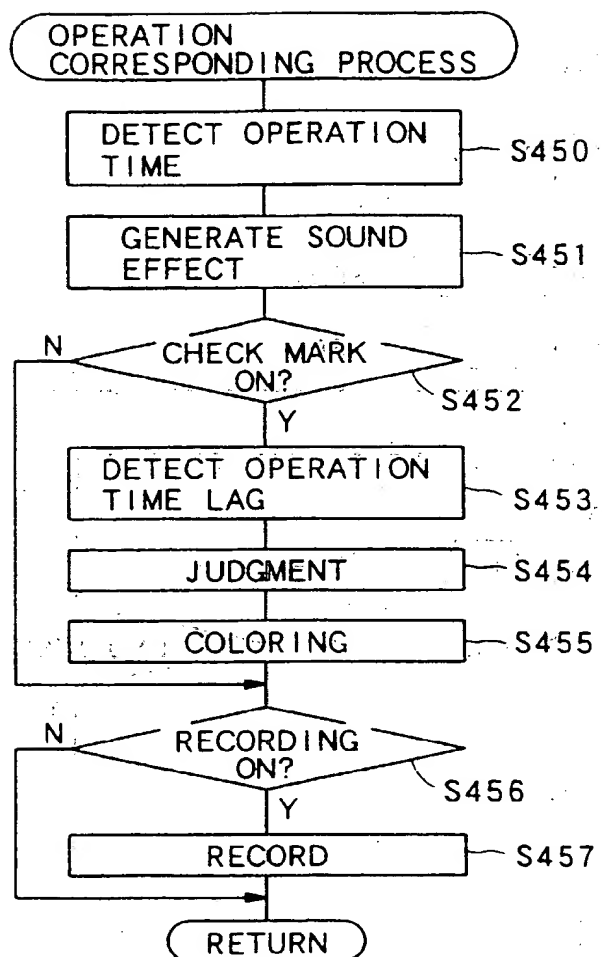 OPERATION
CORRESPONDING PROCESS
DETECT OPERATION
TIME
S450
GENERATE SOUND
EFFECT
S451
N
CHECK MARK
ON?
S452
Y
DETECT OPERATION
TIME LAG
S453
JUDGMENT
S454
COLORING
S455
N
RECORDING
ON?
S456
Y
RECORD
S457
RETURN